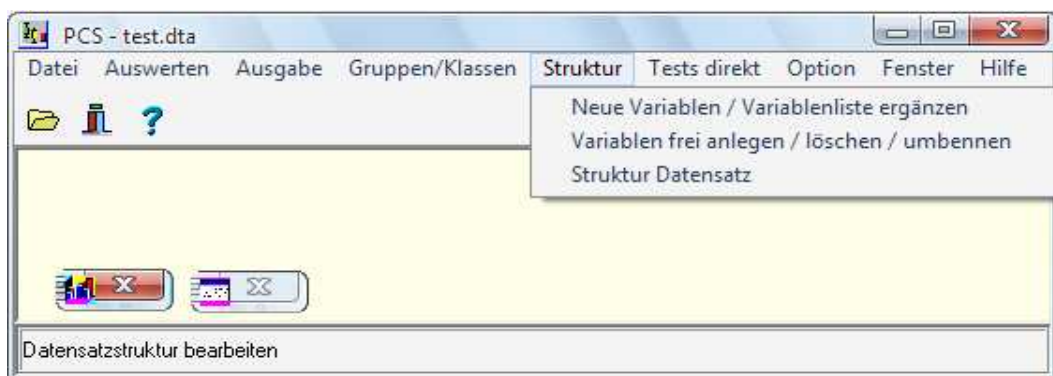 PCS - test.dta
Datei Auswerten Ausgabe Gruppen/Klassen Struktur Tests direkt Option Fenster Hilfe
Neue Variablen / Variablenliste ergänzen
Variablen frei anlegen / löschen / umbennen
Struktur Datensatz
Datensatzstruktur bearbeiten